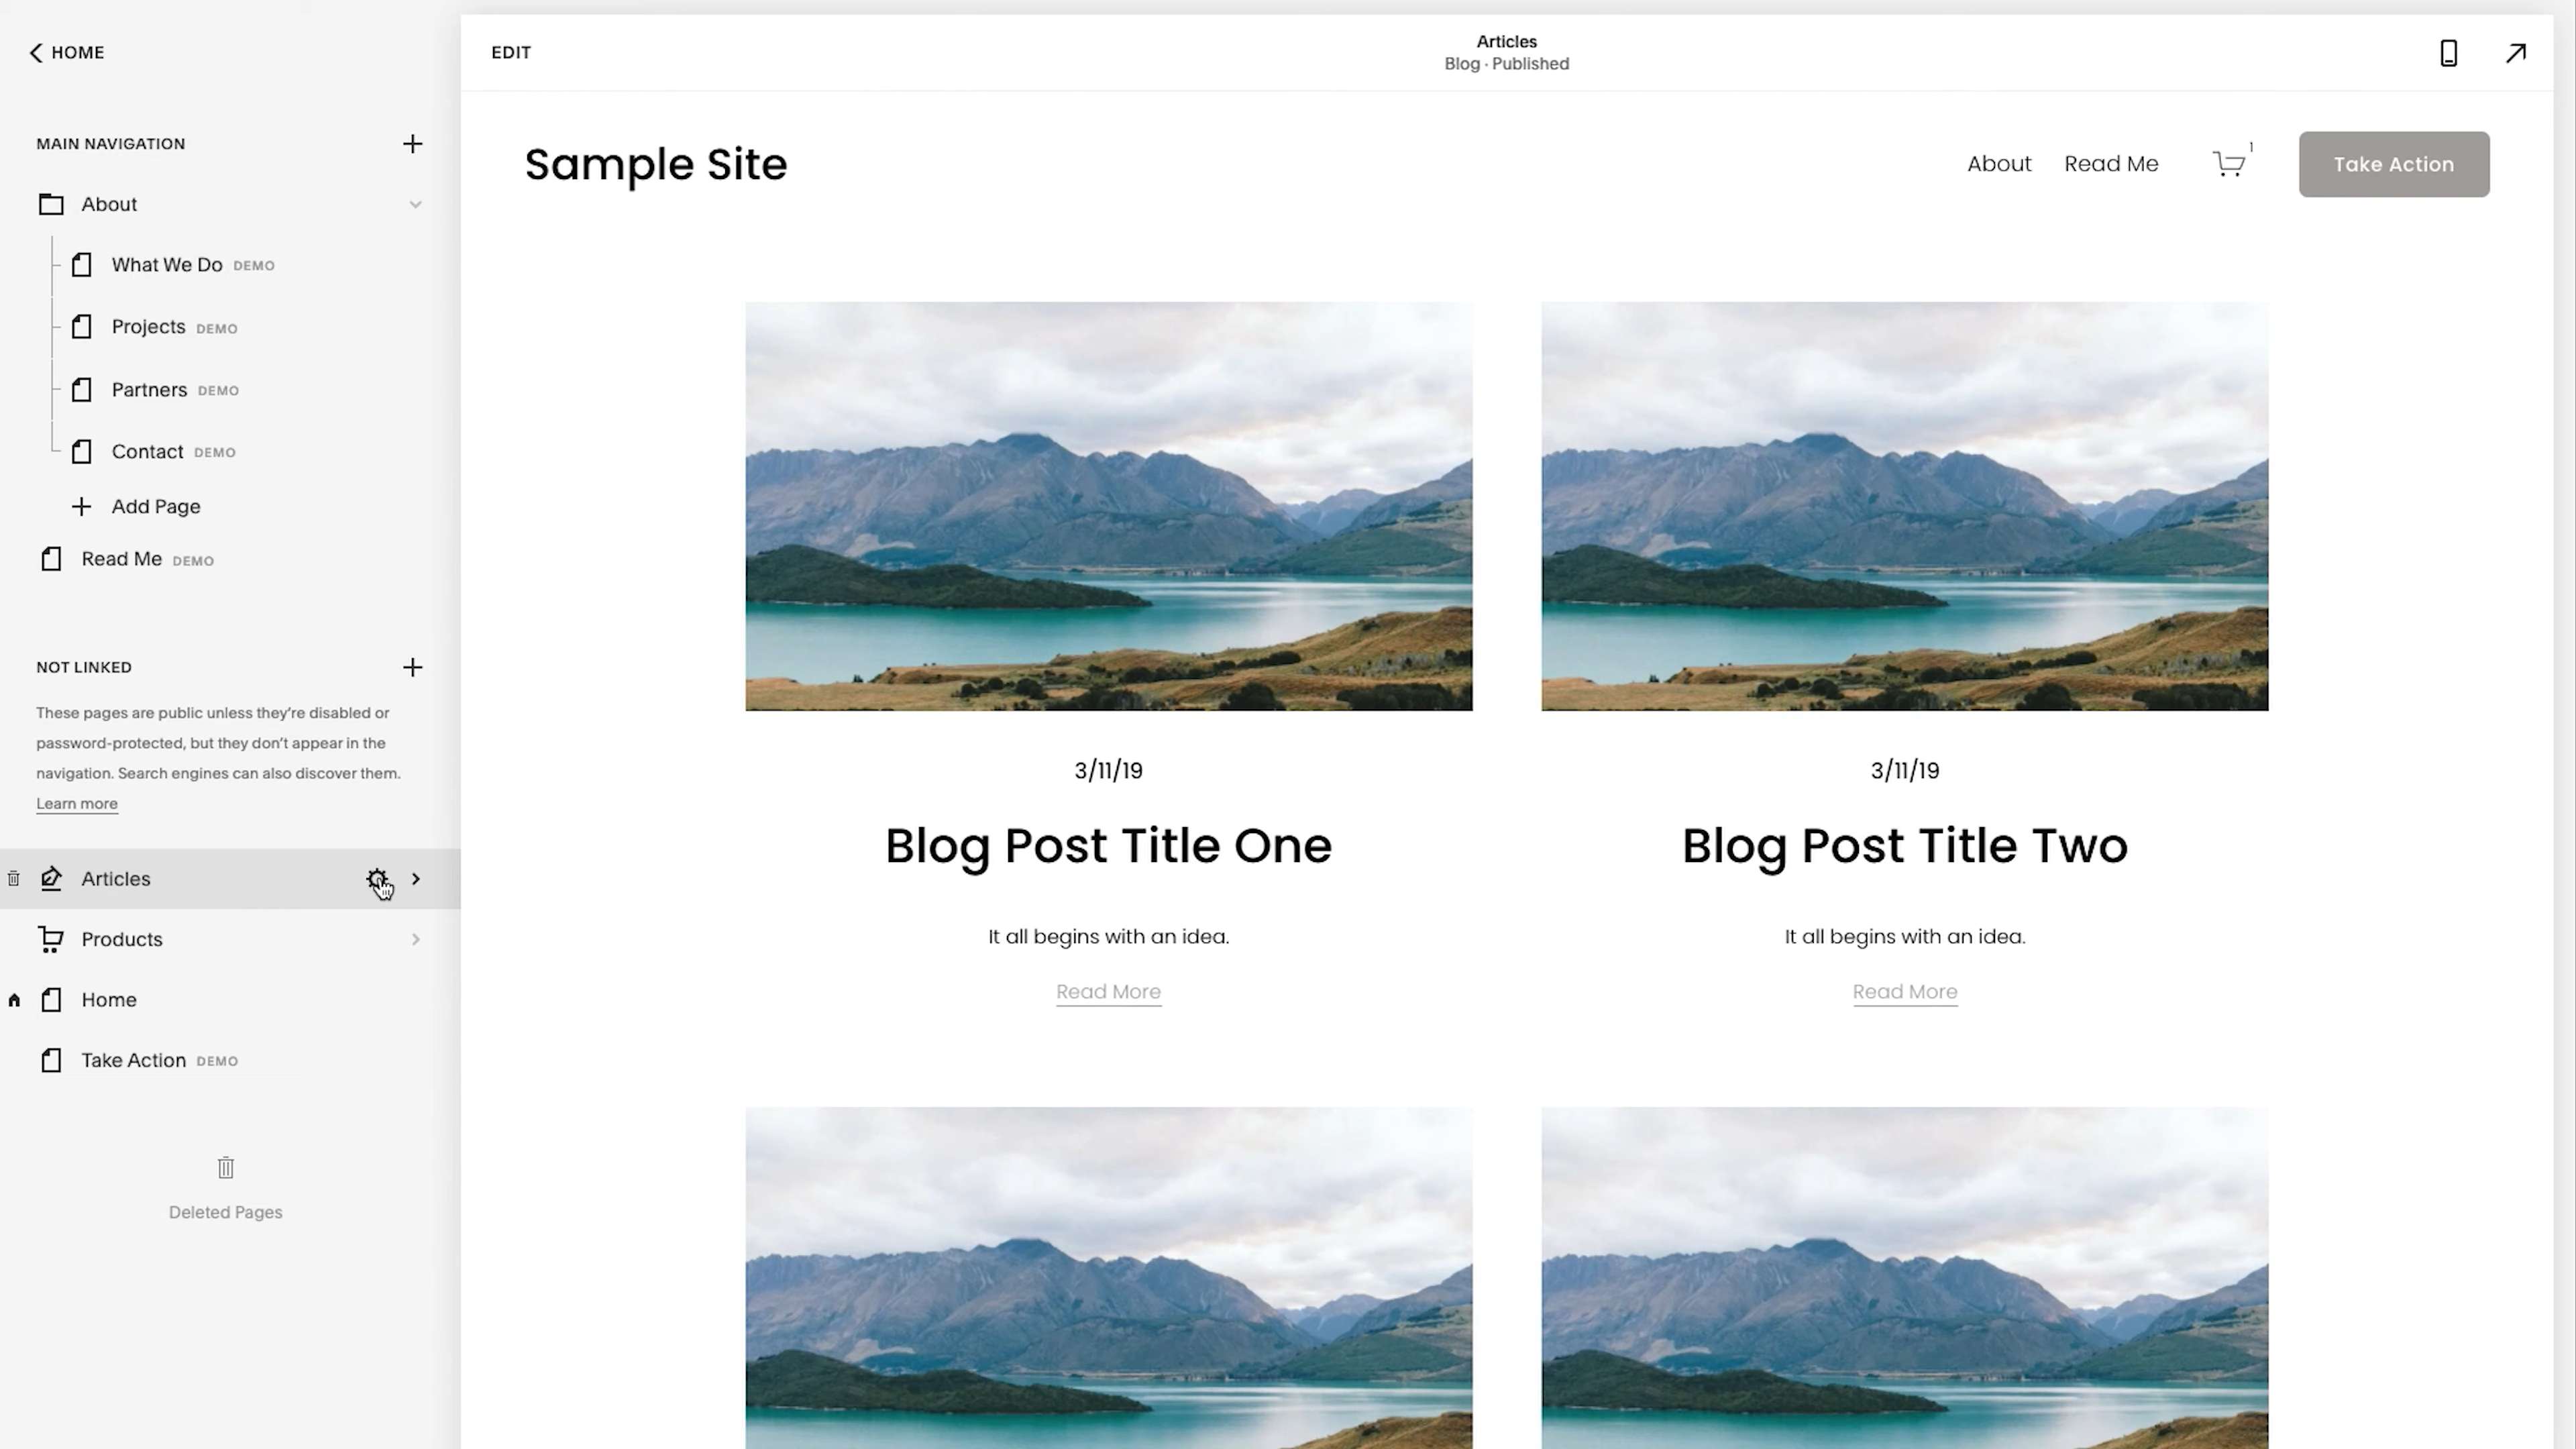 HOME
MAIN NAVIGATION
About
What We Do DEMO
Projects DEMO
Partners DEMO
Contact DEMO
Add Page
Read Me DEMO
NOT LINKED
These pages are public unless they’re disabled or
password-protected, but they don’t appear in the
navigation. Search engines can also discover them.
Learn more
Articles
Products
Home
Take Action DEMO
Deleted Pages
EDIT
Articles
Blog · Published
Sample Site
About
Read Me
1
Take Action
3/11/19
Blog Post Title One
It all begins with an idea.
Read More
3/11/19
Blog Post Title Two
It all begins with an idea.
Read More